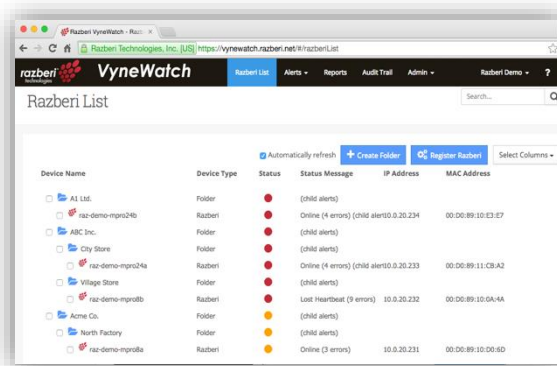 Razberi VyneWatch - Razb
Razberi Technologies, Inc. [US] https://vynewatch.razberi.net/#/razberiList
razberi technologies VyneWatch Razberi List Alerts Reports Audit Trail Admin Razberi Demo ?
Razberi List Search...
Automatically refresh + Create Folder Register Razberi Select Columns
Device Name Device Type Status Status Message IP Address MAC Address
A1 Ltd. Folder (child alerts)
raz-demo-mpro24b Razberi Online (4 errors) (child alert 10.0.20.234 00:D0:89:10:E3:E7
ABC Inc. Folder (child alerts)
City Store Folder (child alerts)
raz-demo-mpro24a Razberi Online (4 errors) (child alert 10.0.20.233 00:D0:89:11:CB:A2
Village Store Folder (child alerts)
raz-demo-mpro8b Razberi Lost Heartbeat (9 errors) 10.0.20.232 00:D0:89:10:0A:4A
Acme Co. Folder (child alerts)
North Factory Folder (child alerts)
raz-demo-mpro8a Razberi Online (3 errors) 10.0.20.231 00:D0:89:10:D0:6D